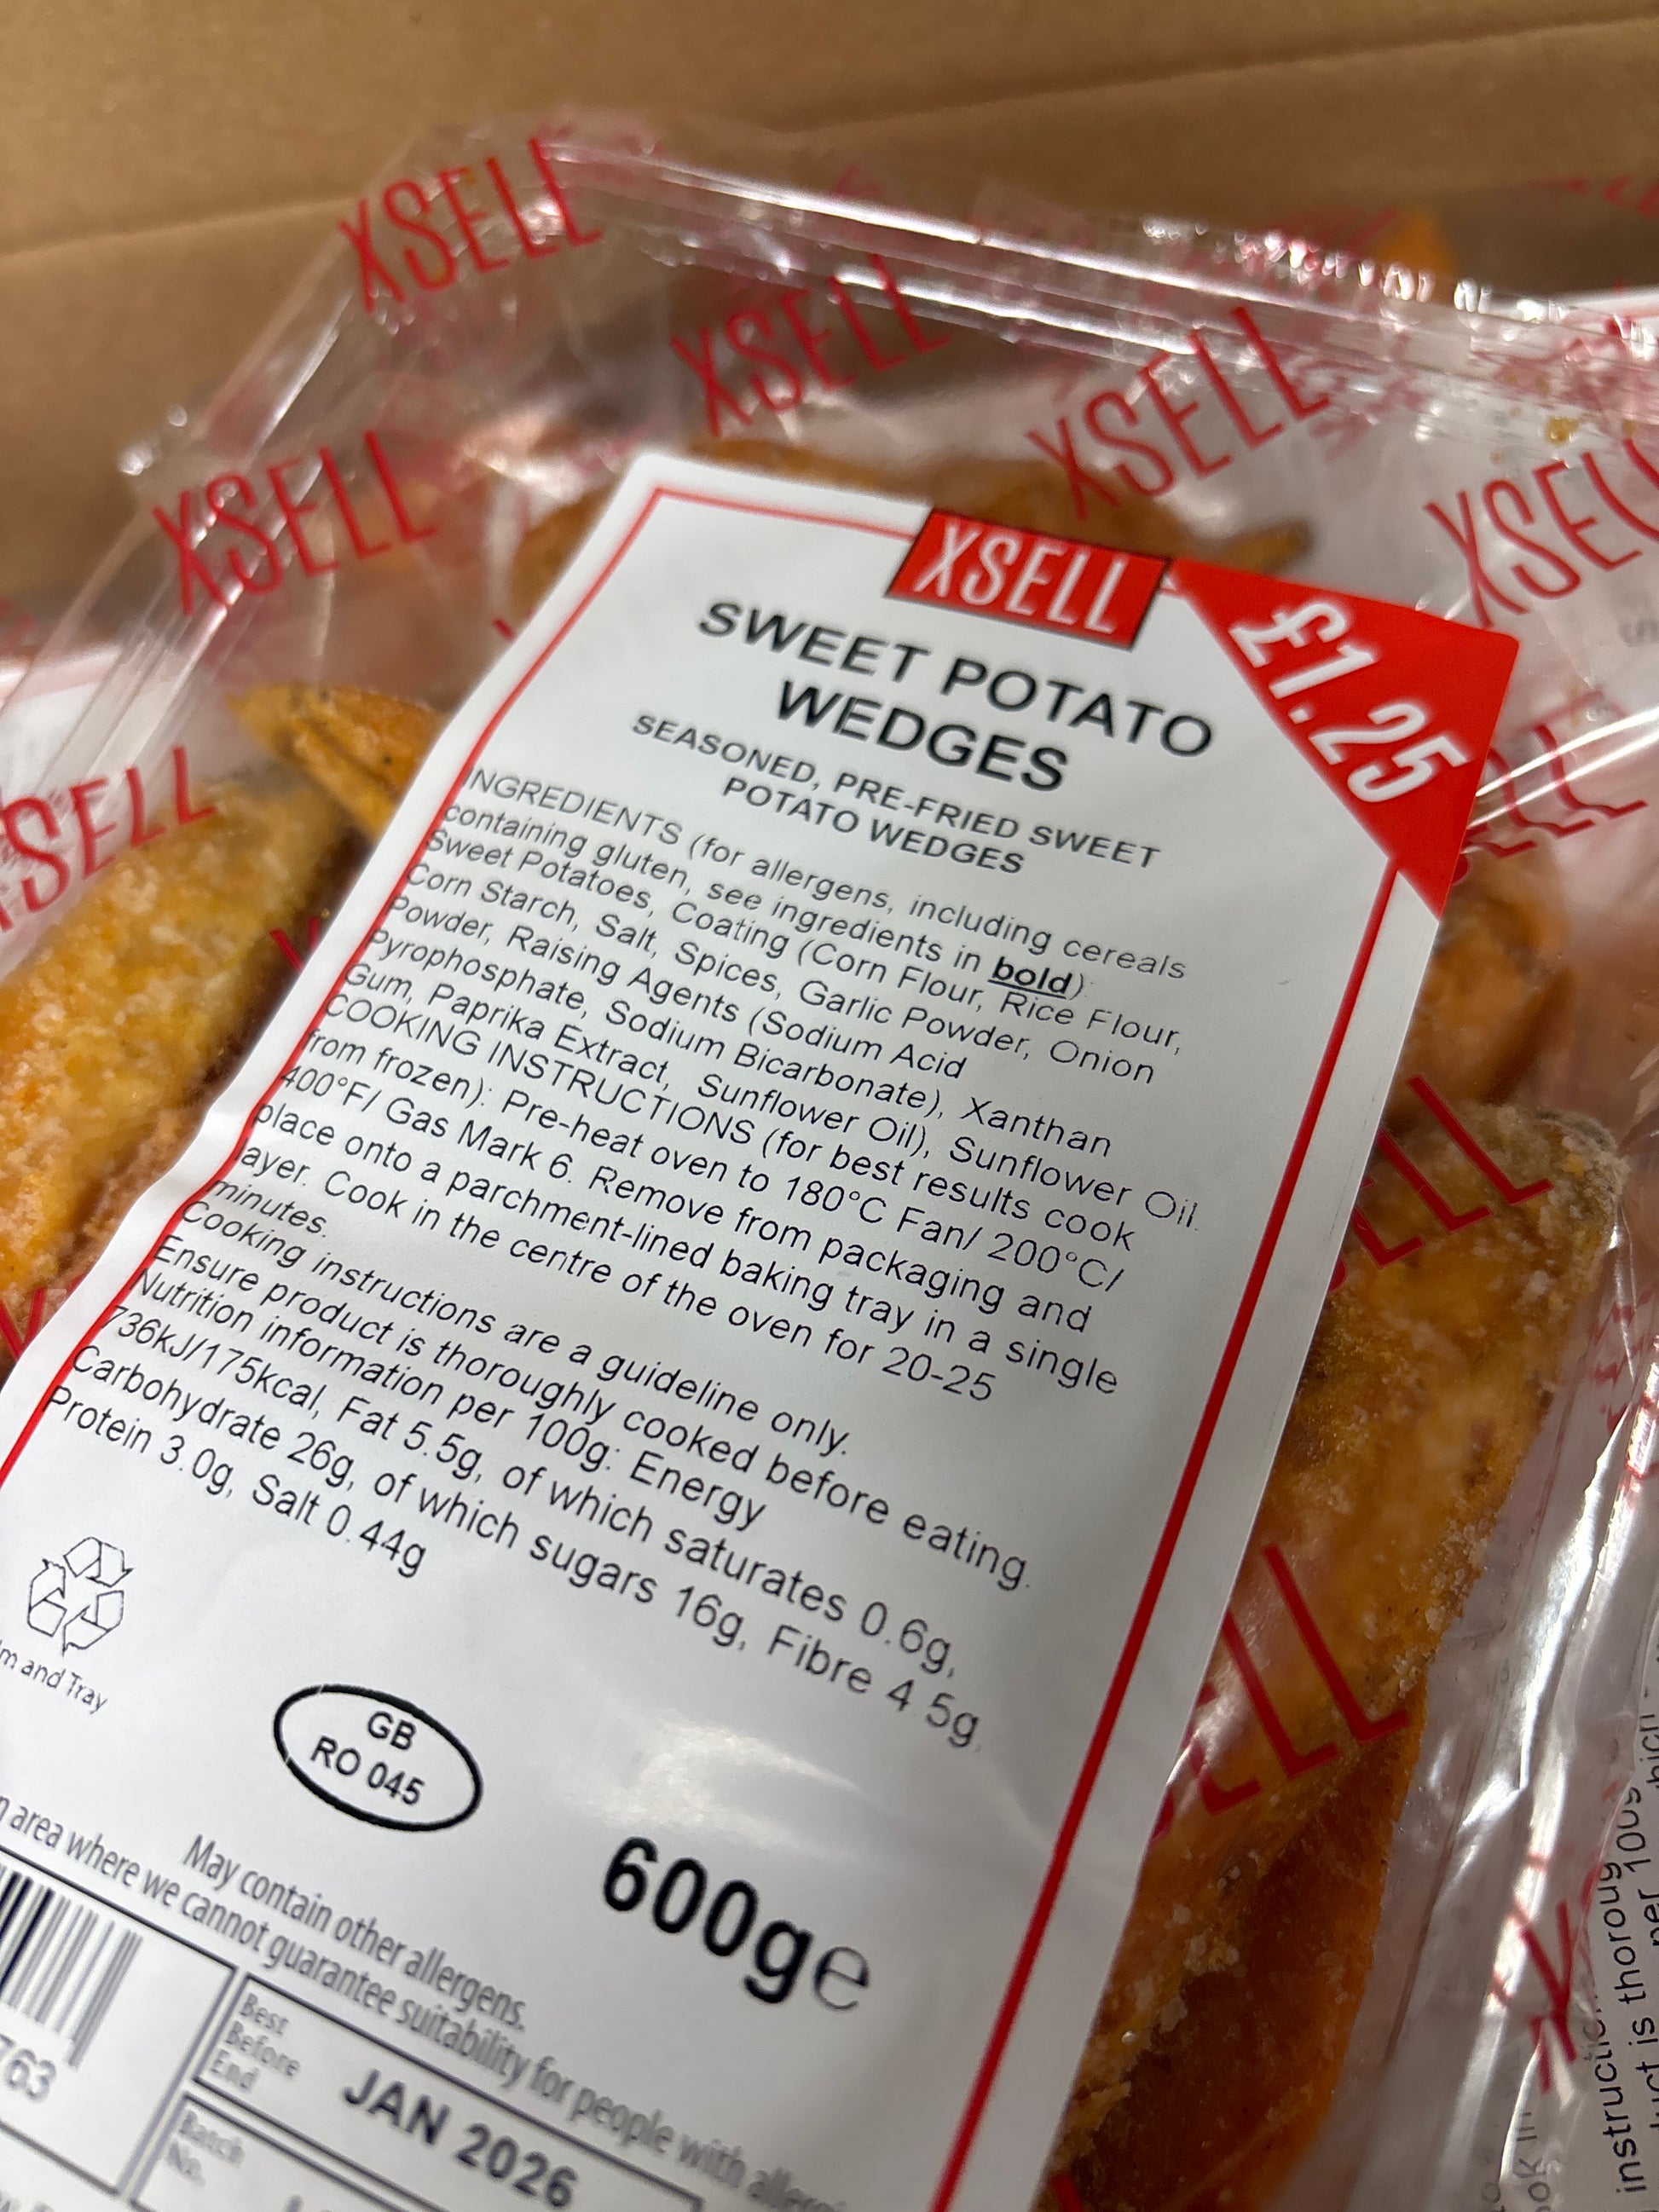 XSELL
XSELL
XSELL
XSELL
XSELL
XSELL
£1.25
SWEET POTATO
WEDGES
SEASONED, PRE-FRIED SWEET
POTATO WEDGES
INGREDIENTS (for allergens, including cereals
containing gluten, see ingredients in bold):
Sweet Potatoes, Coating (Corn Flour, Rice Flour,
Corn Starch, Salt, Spices, Garlic Powder, Onion
Powder, Raising Agents (Sodium Acid
Pyrophosphate, Sodium Bicarbonate), Xanthan
Gum, Paprika Extract, Sunflower Oil), Sunflower Oil.
COOKING INSTRUCTIONS (for best results cook
from frozen): Pre-heat oven to 180°C Fan/ 200°C/
400°F/ Gas Mark 6. Remove from packaging and
place onto a parchment-lined baking tray in a single
layer. Cook in the centre of the oven for 20-25
minutes.
Cooking instructions are a guideline only.
Ensure product is thoroughly cooked before eating.
Nutrition information per 100g: Energy
736kJ/175kcal, Fat 5.5g, of which saturates 0.6g,
Carbohydrate 26g, of which sugars 16g, Fibre 4.5g,
Protein 3.0g, Salt 0.44g
and Tray
GB
RO 045
600g e
May contain other allergens.
area where we cannot guarantee suitability for people with
763
Best
Before
End
JAN 2026
Batch
No.